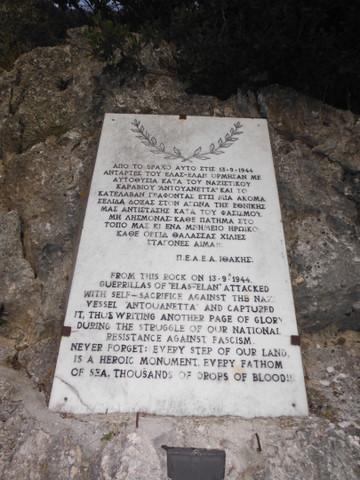 ΑΠΟ ΤΟ ΒΡΑΧΟ ΑΥΤΟ ΣΤΙΣ 13-9-1944
ΑΝΤΑΡΤΕΣ ΤΟΥ ΕΛΑΣ-ΕΛΑΝ ΟΡΜΗΣΑΝ ΜΕ
ΑΥΤΟΘΥΣΙΑ ΚΑΤΑ ΤΟΥ ΝΑΖΙΣΤΙΚΟΥ
ΚΑΡΑΒΙΟΥ "ΑΝΤΟΥΑΝΕΤΤΑ" ΚΑΙ ΤΟ
ΚΑΤΕΛΑΒΑΝ ΓΡΑΦΟΝΤΑΣ ΕΤΣΙ ΜΙΑ ΑΚΟΜΑ
ΣΕΛΙΔΑ ΔΟΞΑΣ ΣΤΟΝ ΑΓΩΝΑ ΤΗΣ ΕΘΝΙΚΗΣ
ΜΑΣ ΑΝΤΙΣΤΑΣΗΣ ΚΑΤΑ ΤΟΥ ΦΑΣΙΣΜΟΥ.
ΜΗ ΛΗΣΜΟΝΑΣ: ΚΑΘΕ ΠΑΤΗΜΑ ΣΤΟ
ΤΟΠΟ ΜΑΣ ΚΙ ΕΝΑ ΜΝΗΜΕΙΟ ΗΡΩΙΚΟ
ΚΑΘΕ ΟΡΓΙΑ ΘΑΛΑΣΣΑΣ ΧΙΛΙΕΣ
ΣΤΑΓΟΝΕΣ ΑΙΜΑ!!
Π.Ε.Α.Ε.Α. ΙΘΑΚΗΣ.
FROM THIS ROCK ON 13-9-1944,
GUERRILLAS OF "ELAS-ELAN" ATTACKED
WITH SELF-SACRIFICE AGAINST THE NAZI
VESSEL "ANTOUANETTA" AND CAPTURED
IT, THUS WRITING ANOTHER PAGE OF GLORY
DURING THE STRUGGLE OF OUR NATIONAL
RESISTANCE AGAINST FASCISM.
NEVER FORGET: EVERY STEP OF OUR LAND,
IS A HEROIC MONUMENT, EVERY FATHOM
OF SEA, THOUSANDS OF DROPS OF BLOOD!!